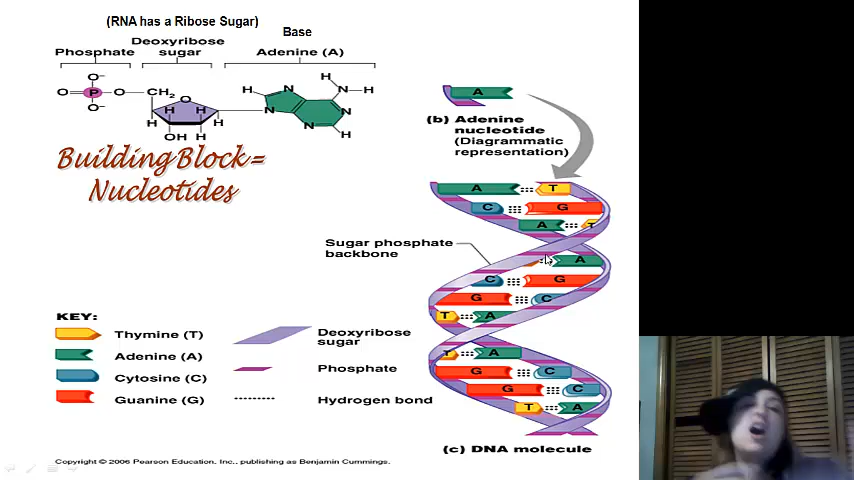 (RNA has a Ribose Sugar)
Phosphate
Deoxyribose
sugar
Base
Adenine (A)
O⁻
O=P—O—CH₂
O⁻
O
H H
H H
OH H
H
N
N
N
N
H
N—H
H
Building Block=
Nucleotides
A
(b) Adenine
nucleotide
(Diagrammatic
representation)
A T
C G
A T
Sugar phosphate
backbone
A
C G
G C
T A
T A
G C
G C
T A
(c) DNA molecule
KEY:
Thymine (T)
Adenine (A)
Cytosine (C)
Guanine (G)
Deoxyribose
sugar
Phosphate
Hydrogen bond
Copyright © 2006 Pearson Education, Inc., publishing as Benjamin Cummings.